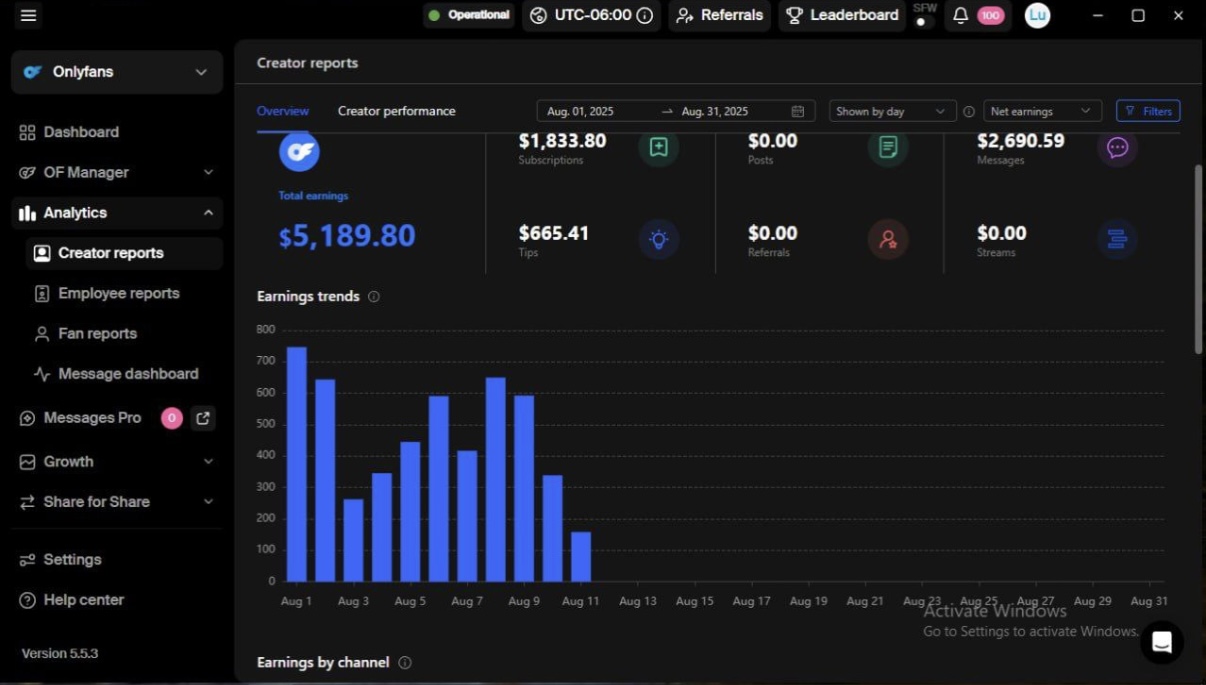 Operational
UTC-06:00
Referrals
Leaderboard
SFW
100
Lu
Onlyfans
Dashboard
OF Manager
Analytics
Creator reports
Employee reports
Fan reports
Message dashboard
Messages Pro 0
Growth
Share for Share
Settings
Help center
Version 5.5.3
Creator reports
Overview
Creator performance
Aug. 01, 2025 → Aug. 31, 2025
Shown by day
Net earnings
Filters
Total earnings
$5,189.80
$1,833.80
Subscriptions
$0.00
Posts
$2,690.59
Messages
$665.41
Tips
$0.00
Referrals
$0.00
Streams
Earnings trends
800
700
600
500
400
300
200
100
0
Aug 1 Aug 3 Aug 5 Aug 7 Aug 9 Aug 11 Aug 13 Aug 15 Aug 17 Aug 19 Aug 21 Aug 23 Aug 25 Aug 27 Aug 29 Aug 31
Activate Windows
Go to Settings to activate Windows.
Earnings by channel